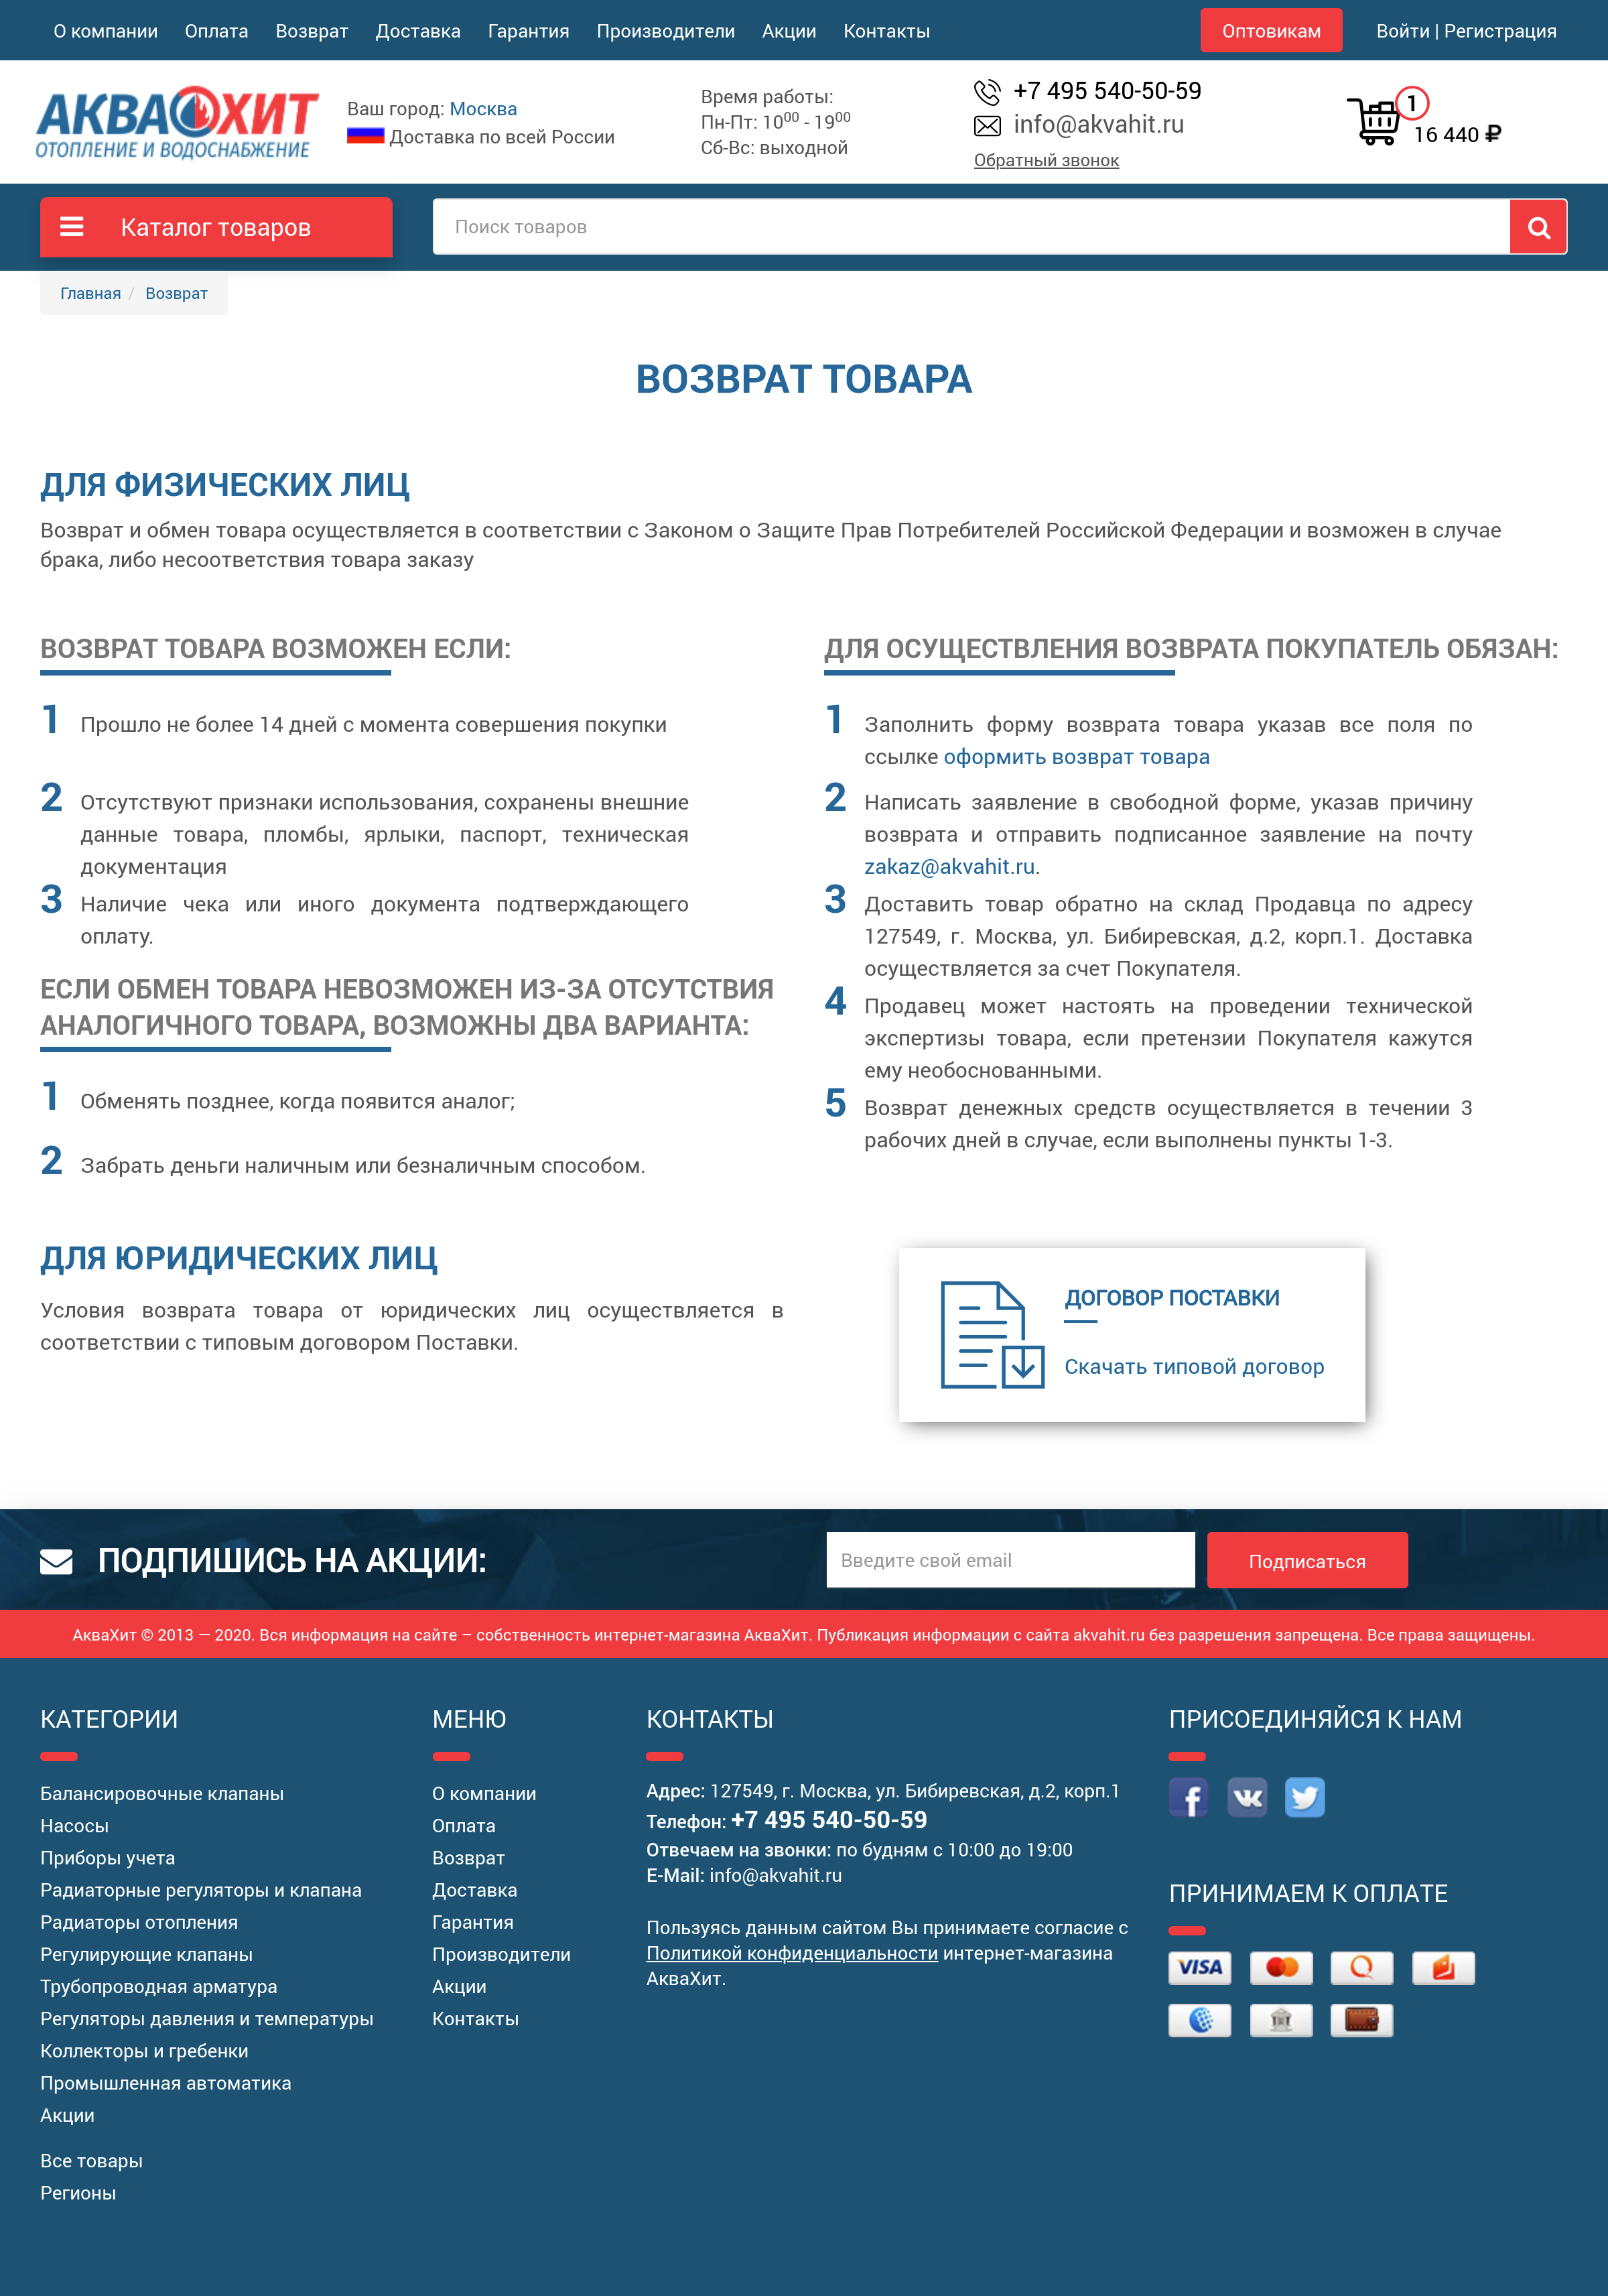 О компании Оплата Возврат Доставка Гарантия Производители Акции Контакты Оптовикам Войти | Регистрация
АКВАХИТ
ОТОПЛЕНИЕ И ВОДОСНАБЖЕНИЕ
Ваш город: Москва
Доставка по всей России
Время работы:
Пн-Пт: 10⁰⁰ - 19⁰⁰
Сб-Вс: выходной
+7 495 540-50-59
info@akvahit.ru
Обратный звонок
1
16 440 ₽
Каталог товаров
Поиск товаров
Главная / Возврат
ВОЗВРАТ ТОВАРА
ДЛЯ ФИЗИЧЕСКИХ ЛИЦ
Возврат и обмен товара осуществляется в соответствии с Законом о Защите Прав Потребителей Российской Федерации и возможен в случае
брака, либо несоответствия товара заказу
ВОЗВРАТ ТОВАРА ВОЗМОЖЕН ЕСЛИ:
1 Прошло не более 14 дней с момента совершения покупки
2 Отсутствуют признаки использования, сохранены внешние
данные товара, пломбы, ярлыки, паспорт, техническая
документация
3 Наличие чека или иного документа подтверждающего
оплату.
ЕСЛИ ОБМЕН ТОВАРА НЕВОЗМОЖЕН ИЗ-ЗА ОТСУТСТВИЯ
АНАЛОГИЧНОГО ТОВАРА, ВОЗМОЖНЫ ДВА ВАРИАНТА:
1 Обменять позднее, когда появится аналог;
2 Забрать деньги наличным или безналичным способом.
ДЛЯ ОСУЩЕСТВЛЕНИЯ ВОЗВРАТА ПОКУПАТЕЛЬ ОБЯЗАН:
1 Заполнить форму возврата товара указав все поля по
ссылке оформить возврат товара
2 Написать заявление в свободной форме, указав причину
возврата и отправить подписанное заявление на почту
zakaz@akvahit.ru.
3 Доставить товар обратно на склад Продавца по адресу
127549, г. Москва, ул. Бибиревская, д.2, корп.1. Доставка
осуществляется за счет Покупателя.
4 Продавец может настоять на проведении технической
экспертизы товара, если претензии Покупателя кажутся
ему необоснованными.
5 Возврат денежных средств осуществляется в течении 3
рабочих дней в случае, если выполнены пункты 1-3.
ДЛЯ ЮРИДИЧЕСКИХ ЛИЦ
Условия возврата товара от юридических лиц осуществляется в
соответствии с типовым договором Поставки.
ДОГОВОР ПОСТАВКИ
Скачать типовой договор
ПОДПИШИСЬ НА АКЦИИ:
Введите свой email
Подписаться
АкваХит © 2013 — 2020. Вся информация на сайте – собственность интернет-магазина АкваХит. Публикация информации с сайта akvahit.ru без разрешения запрещена. Все права защищены.
КАТЕГОРИИ
Балансировочные клапаны
Насосы
Приборы учета
Радиаторные регуляторы и клапана
Радиаторы отопления
Регулирующие клапаны
Трубопроводная арматура
Регуляторы давления и температуры
Коллекторы и гребенки
Промышленная автоматика
Акции
Все товары
Регионы
МЕНЮ
О компании
Оплата
Возврат
Доставка
Гарантия
Производители
Акции
Контакты
КОНТАКТЫ
Адрес: 127549, г. Москва, ул. Бибиревская, д.2, корп.1
Телефон: +7 495 540-50-59
Отвечаем на звонки: по будням с 10:00 до 19:00
E-Mail: info@akvahit.ru
Пользуясь данным сайтом Вы принимаете согласие с
Политикой конфиденциальности интернет-магазина
АкваХит.
ПРИСОЕДИНЯЙСЯ К НАМ
ПРИНИМАЕМ К ОПЛАТЕ
VISA